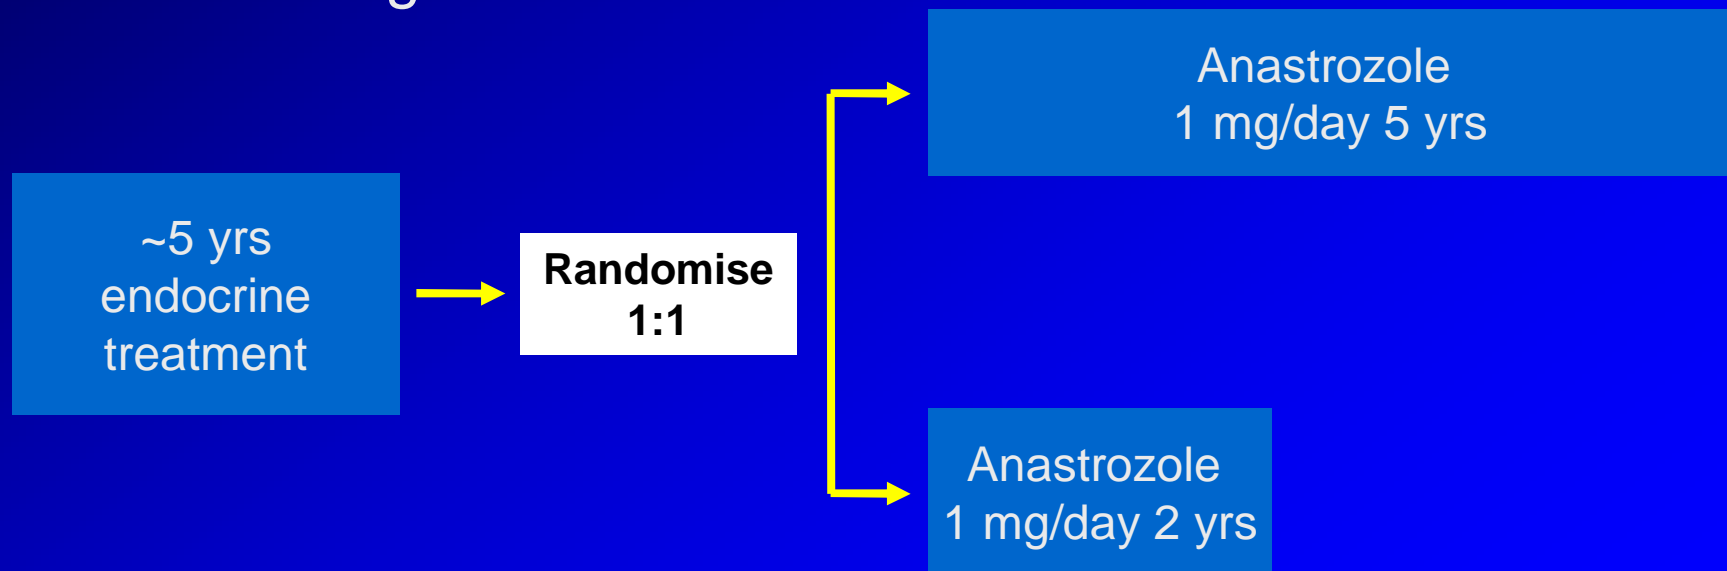 ~5 yrs
endocrine
treatment
Randomise
1:1
Anastrozole
1 mg/day 5 yrs
Anastrozole
1 mg/day 2 yrs